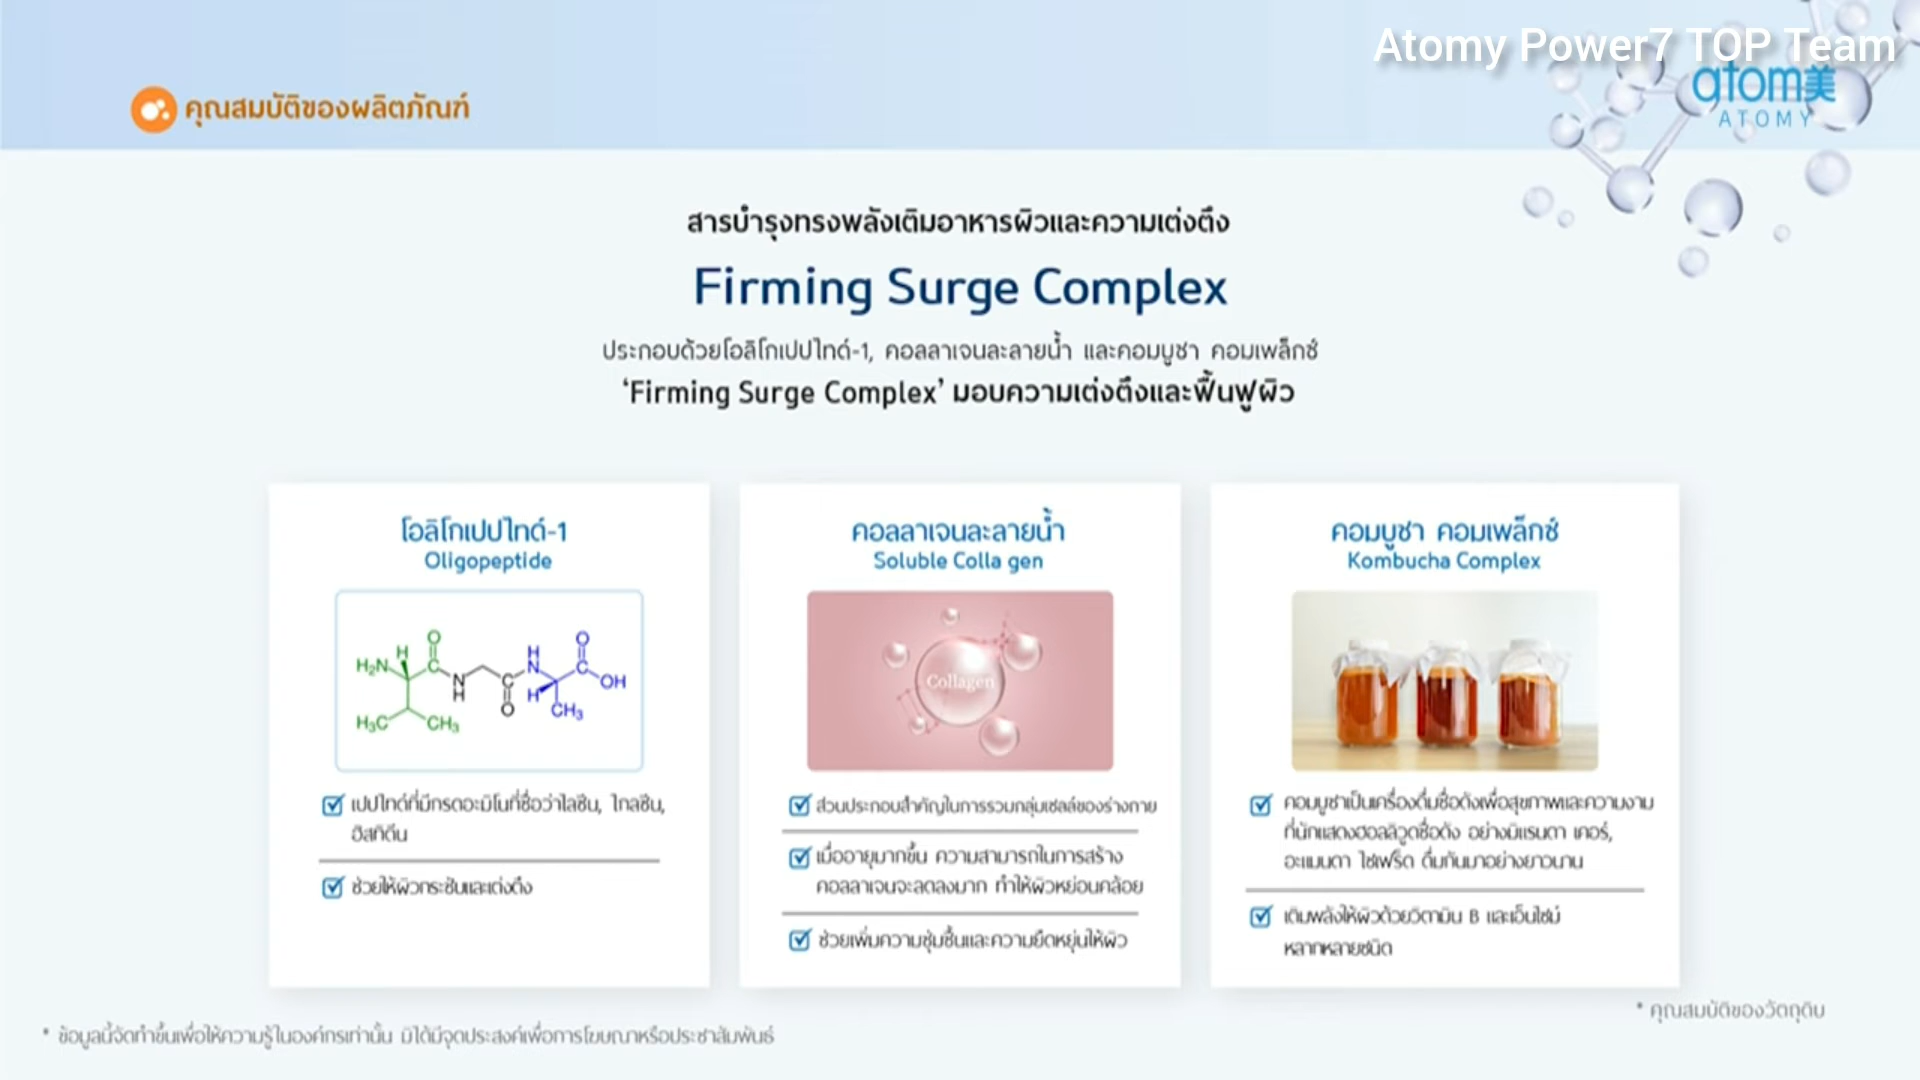 Atomy Power7 TOP Team
atom美
ATOMY
คุณสมบัติของผลิตภัณฑ์
สารบำรุงทรงพลังเติมอาหารผิวและความเต่งตึง
Firming Surge Complex
ประกอบด้วยโอลิโกเปปไทด์-1, คอลลาเจนละลายน้ำ และคอมบูชา คอมเพล็กซ์
‘Firming Surge Complex’ มอบความเต่งตึงและฟื้นฟูผิว
โอลิโกเปปไทด์-1
Oligopeptide
H₂N H O N H O H N H O OH
H₃C CH₃ CH₃
เปปไทด์ที่มีกรดอะมิโนที่ชื่อว่าไลซีน, ไกลซีน,
ฮิสทิดีน
ช่วยให้ผิวกระชับและเต่งตึง
คอลลาเจนละลายน้ำ
Soluble Colla gen
Collagen
ส่วนประกอบสำคัญในการรวมกลุ่มเซลล์ของร่างกาย
เมื่ออายุมากขึ้น ความสามารถในการสร้าง
คอลลาเจนจะลดลงมาก ทำให้ผิวหย่อนคล้อย
ช่วยเพิ่มความชุ่มชื้นและความยืดหยุ่นให้ผิว
คอมบูชา คอมเพล็กซ์
Kombucha Complex
คอมบูชาเป็นเครื่องดื่มชื่อดังเพื่อสุขภาพและความงาม
ที่นักแสดงฮอลลิวูดชื่อดัง อย่างมิแรนดา เคอร์,
อะแมนดา ไซเฟร็ด ดื่มกันมาอย่างยาวนาน
เติมพลังให้ผิวด้วยวิตามิน B และเอ็นไซม์
หลากหลายชนิด
* คุณสมบัติของวัตถุดิบ
* ข้อมูลนี้จัดทำขึ้นเพื่อให้ความรู้ในองค์กรเท่านั้น มิได้มีจุดประสงค์เพื่อการโฆษณาหรือประชาสัมพันธ์